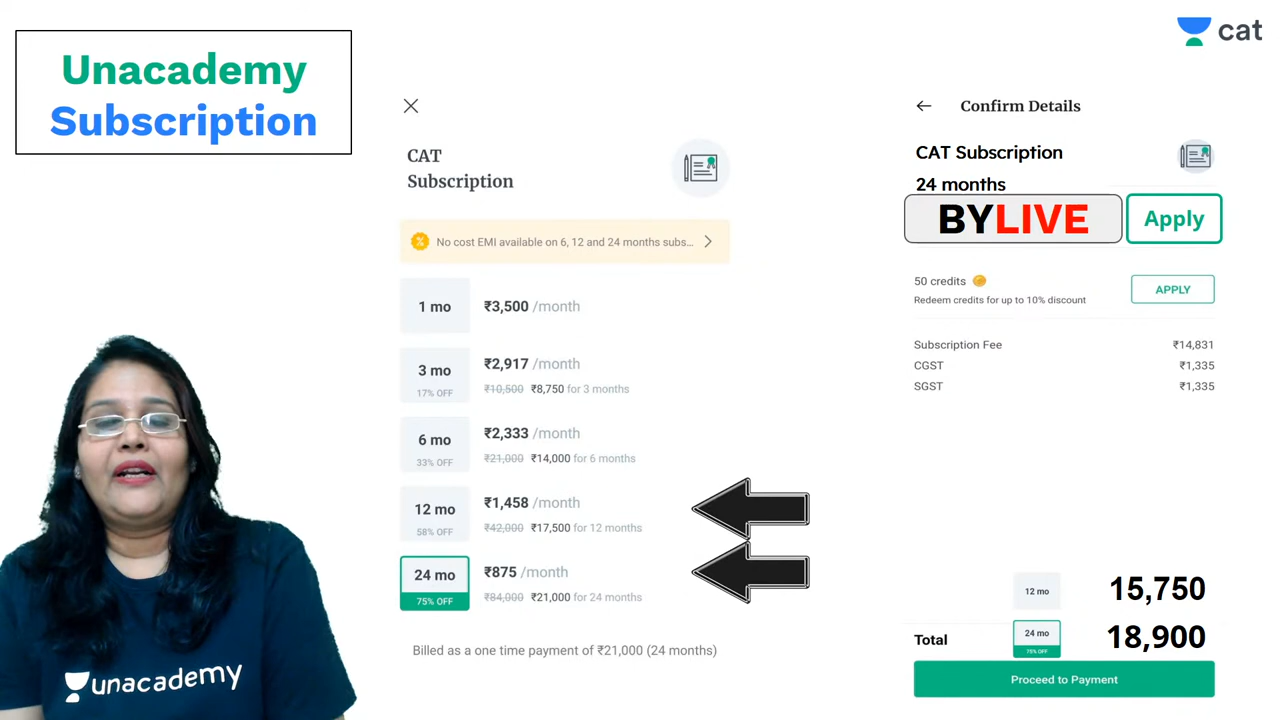 Unacademy
Subscription
cat
CAT
Subscription
No cost EMI available on 6, 12 and 24 months subs...
1 mo
₹3,500 /month
3 mo
17% OFF
₹2,917 /month
₹10,500 ₹8,750 for 3 months
6 mo
33% OFF
₹2,333 /month
₹21,000 ₹14,000 for 6 months
12 mo
58% OFF
₹1,458 /month
₹42,000 ₹17,500 for 12 months
24 mo
75% OFF
₹875 /month
₹84,000 ₹21,000 for 24 months
Billed as a one time payment of ₹21,000 (24 months)
Confirm Details
CAT Subscription
24 months
BYLIVE Apply
50 credits
Redeem credits for up to 10% discount
APPLY
Subscription Fee ₹14,831
CGST ₹1,335
SGST ₹1,335
12 mo 15,750
Total 24 mo 18,900
75% OFF
Proceed to Payment
unacademy